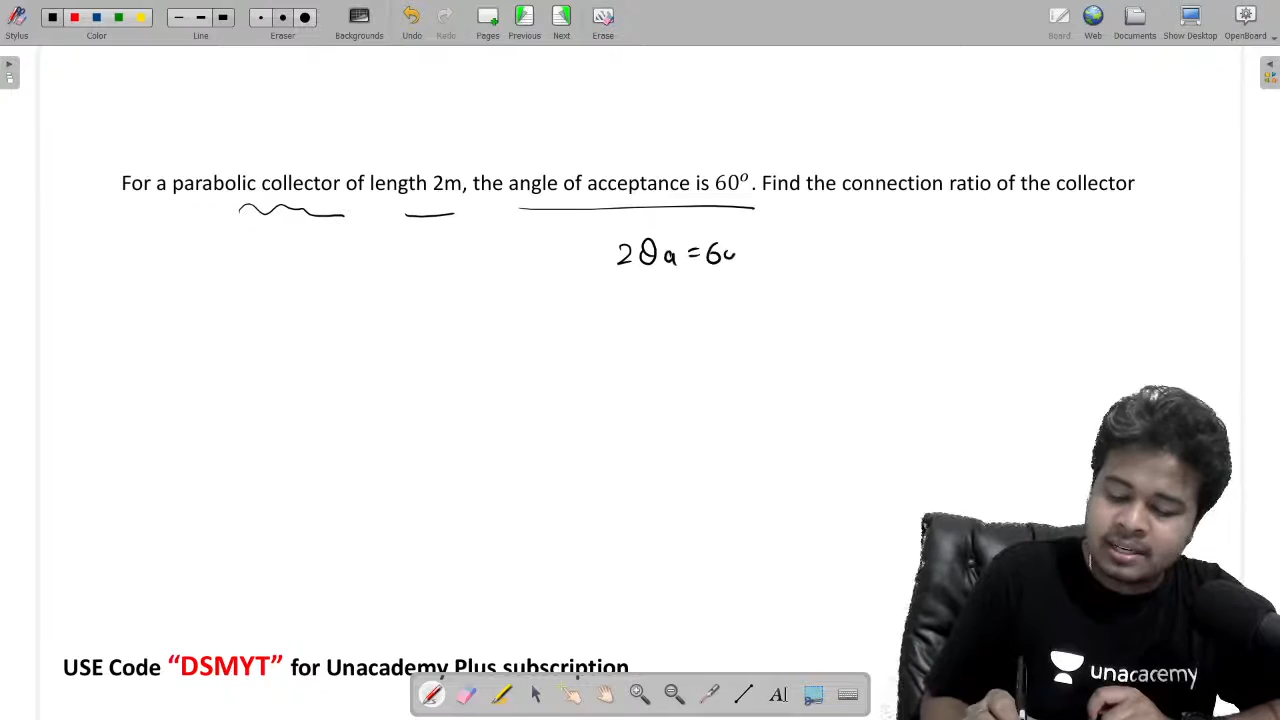 Stylus Color Line Eraser Backgrounds Undo Redo Pages Previous Next Erase Board Web Documents Show Desktop OpenBoard
For a parabolic collector of length 2m, the angle of acceptance is 60°. Find the connection ratio of the collector
2θa = 60
USE Code “DSMYT” for Unacademy Plus subscription
AI
unacademy